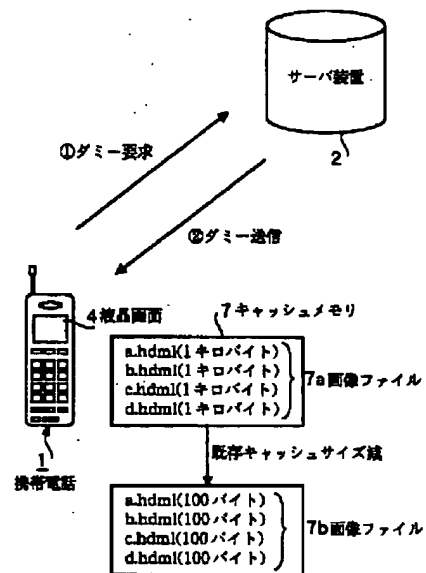 サーバ装置
2
①ダミー要求
②ダミー送信
4液晶画面
7キャッシュメモリ
a.hdml(1キロバイト)
b.hdml(1キロバイト)
c.hdml(1キロバイト)
d.hdml(1キロバイト)
7a画像ファイル
1
携帯電話
既存キャッシュサイズ減
a.hdml(100バイト)
b.hdml(100バイト)
c.hdml(100バイト)
d.hdml(100バイト)
7b画像ファイル